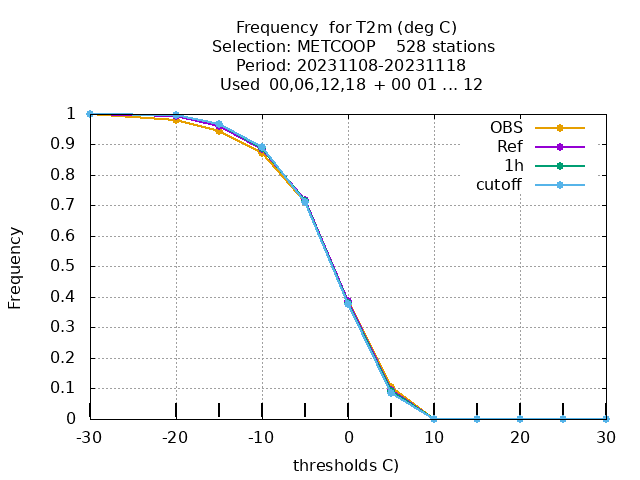 Frequency  for T2m (deg C)
Selection: METCOOP    528 stations
Period: 20231108-20231118
Used  00,06,12,18  + 00 01 ... 12
OBS
Ref
1h
cutoff
Frequency
1
0.9
0.8
0.7
0.6
0.5
0.4
0.3
0.2
0.1
0
-30 -20 -10 0 10 20 30
thresholds C)